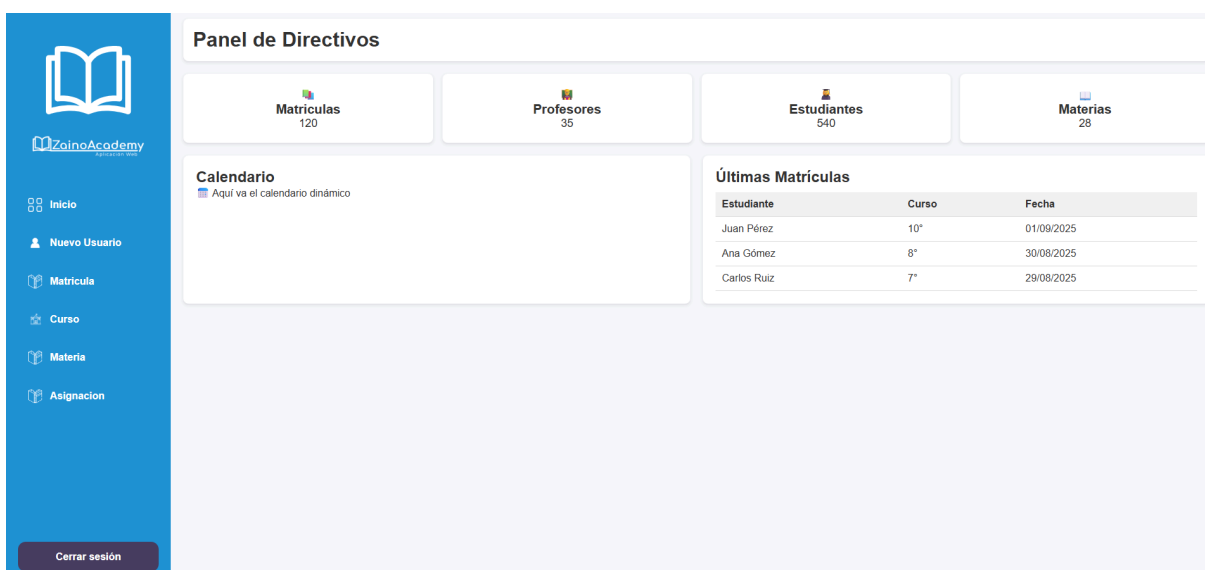 ZainoAcademy
Aplicación Web
Inicio
Nuevo Usuario
Matricula
Curso
Materia
Asignacion
Cerrar sesión
Panel de Directivos
Matriculas
120
Profesores
35
Estudiantes
540
Materias
28
Calendario
Aquí va el calendario dinámico
Últimas Matrículas
Estudiante Curso Fecha
Juan Pérez 10° 01/09/2025
Ana Gómez 8° 30/08/2025
Carlos Ruiz 7° 29/08/2025